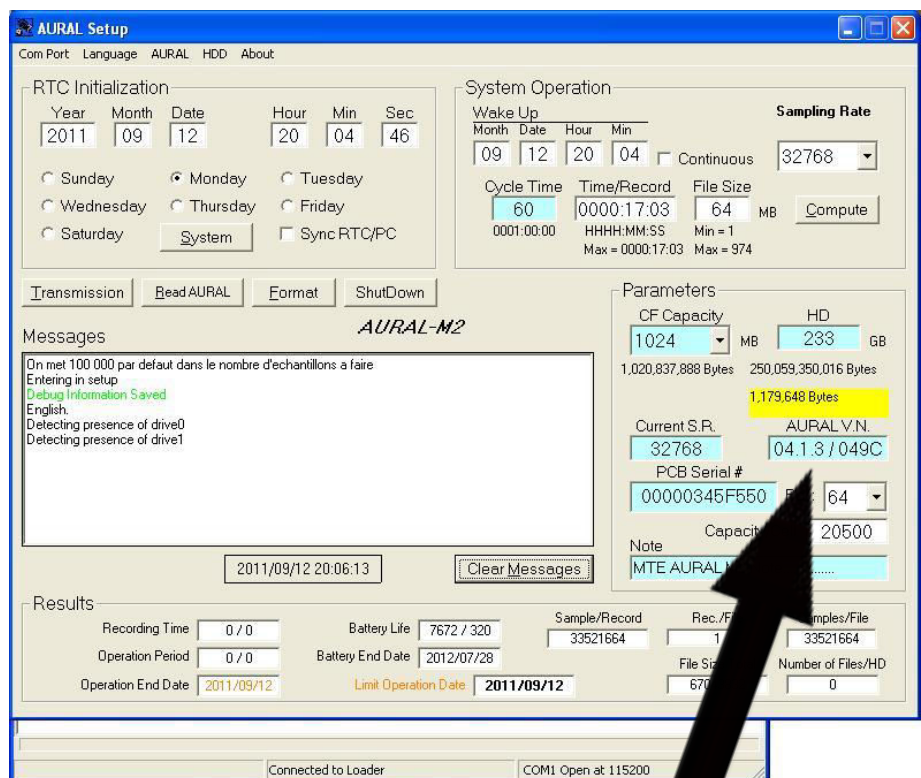 AURAL Setup
Com Port Language AURAL HDD About
RTC Initialization
Year Month Date Hour Min Sec
2011 09 12 20 04 46
Sunday Monday Tuesday
Wednesday Thursday Friday
Saturday System Sync RTC/PC
System Operation
Wake Up
Month Date Hour Min
09 12 20 04 Continuous
Sampling Rate
32768
Cycle Time Time/Record File Size
60 0000:17:03 64 MB Compute
0001:00:00 HHHH:MM:SS Min = 1
Max = 0000:17:03 Max = 974
Transmission Read AURAL Format ShutDown
AURAL-M2
Messages
On met 100 000 par defaut dans le nombre d'echantillons a faire
Entering in setup
Debug Information Saved
English.
Detecting presence of drive0
Detecting presence of drive1
2011/09/12 20:06:13 Clear Messages
Parameters
CF Capacity HD
1024 MB 233 GB
1,020,837,888 Bytes 250,059,350,016 Bytes
1,179,648 Bytes
Current S.R. AURAL V.N.
32768 04.1.3 / 049C
PCB Serial #
00000345F550 64
20500
Note
MTE AURAL
Results
Recording Time 0 / 0
Operation Period 0 / 0
Operation End Date 2011/09/12
Battery Life 7672 / 320
Battery End Date 2012/07/28
Limit Operation Date 2011/09/12
Sample/Record
33521664
33521664
Number of Files/HD
0
Connected to Loader COM1 Open at 115200